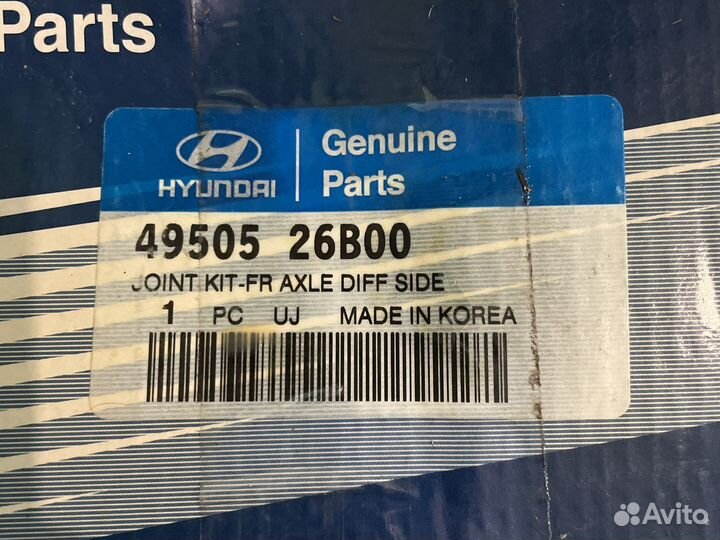 Parts
HYUNDAI
Genuine
Parts
49505 26B00
JOINT KIT-FR AXLE DIFF SIDE
1 PC UJ MADE IN KOREA
Avito